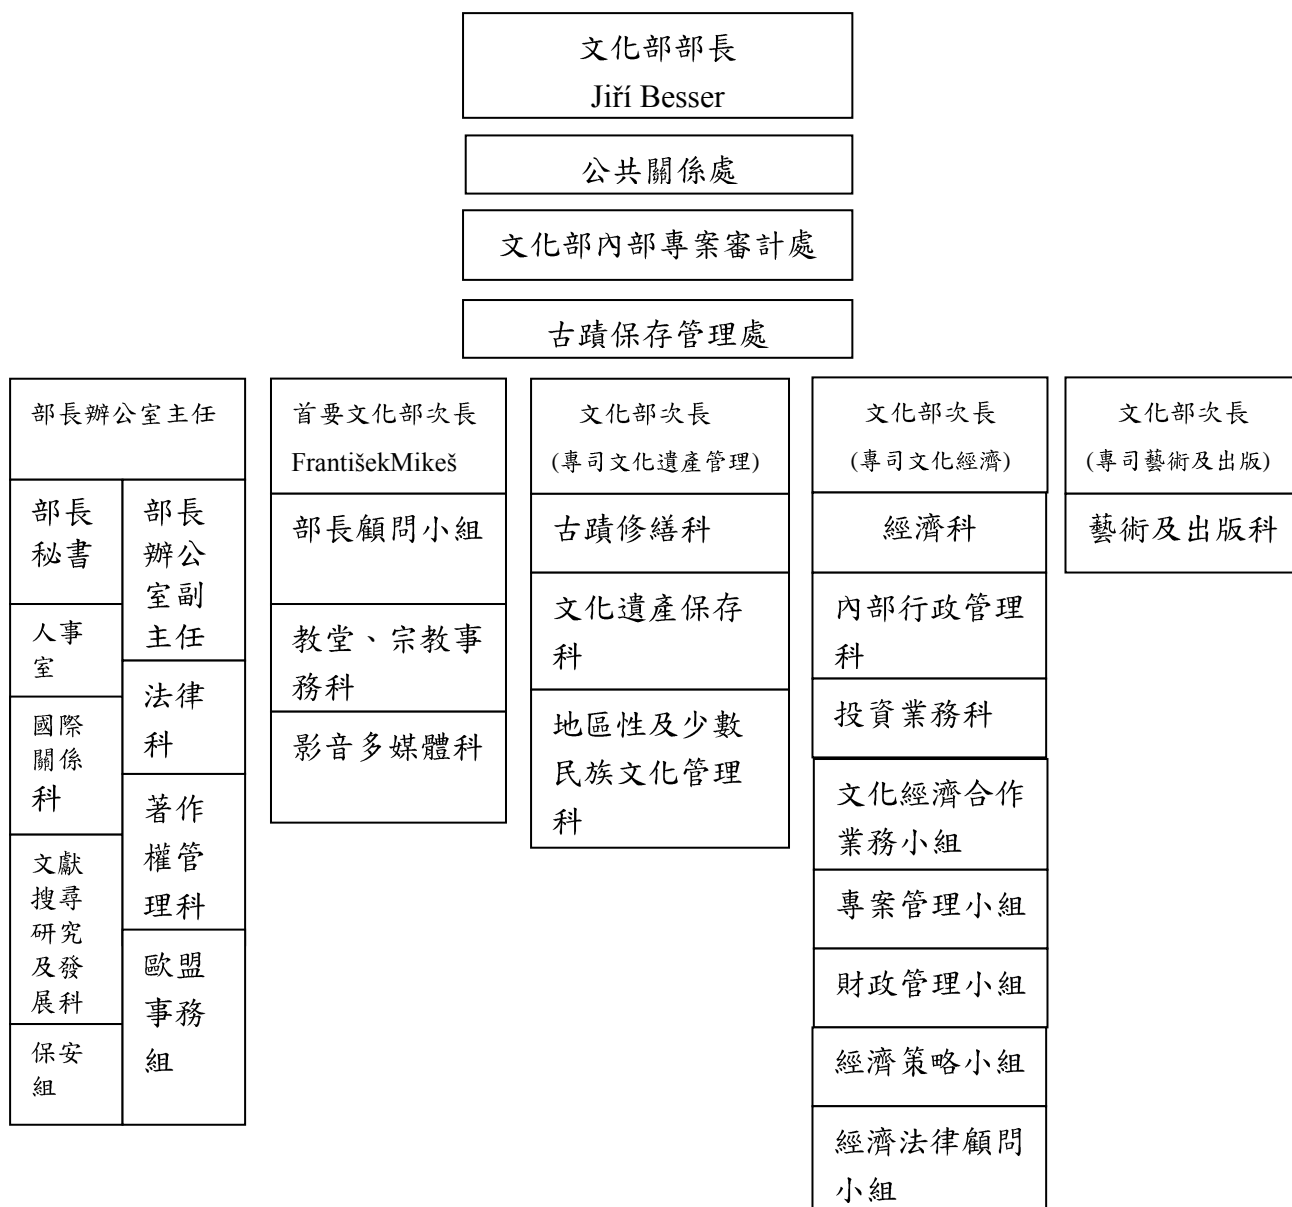 文化部部長
Jiří Besser
公共關係處
文化部內部專案審計處
古蹟保存管理處
部長辦公室主任
部長
秘書
人事
室
國際
關係
科
文獻
搜尋
研究
及發
展科
保安
組
部長
辦公
室副
主任
法律
科
著作
權管
理科
歐盟
事務
組
首要文化部次長
FrantišekMikeš
部長顧問小組
教堂、宗教事
務科
影音多媒體科
文化部次長
(專司文化遺產管理)
古蹟修繕科
文化遺產保存
科
地區性及少數
民族文化管理
科
文化部次長
(專司文化經濟)
經濟科
內部行政管理
科
投資業務科
文化經濟合作
業務小組
專案管理小組
財政管理小組
經濟策略小組
經濟法律顧問
小組
文化部次長
(專司藝術及出版)
藝術及出版科